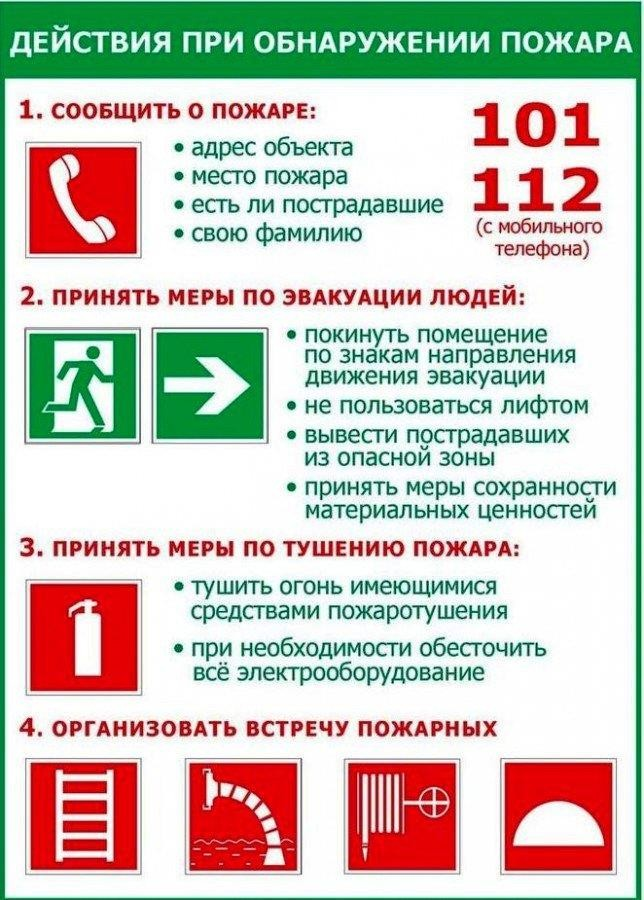 ДЕЙСТВИЯ ПРИ ОБНАРУЖЕНИИ ПОЖАРА
1. СООБЩИТЬ О ПОЖАРЕ:
• адрес объекта
• место пожара
• есть ли пострадавшие
• свою фамилию
101
112
(с мобильного
телефона)
2. ПРИНЯТЬ МЕРЫ ПО ЭВАКУАЦИИ ЛЮДЕЙ:
• покинуть помещение
по знакам направления
движения эвакуации
• не пользоваться лифтом
• вывести пострадавших
из опасной зоны
• принять меры сохранности
материальных ценностей
3. ПРИНЯТЬ МЕРЫ ПО ТУШЕНИЮ ПОЖАРА:
• тушить огонь имеющимися
средствами пожаротушения
• при необходимости обесточить
всё электрооборудование
4. ОРГАНИЗОВАТЬ ВСТРЕЧУ ПОЖАРНЫХ